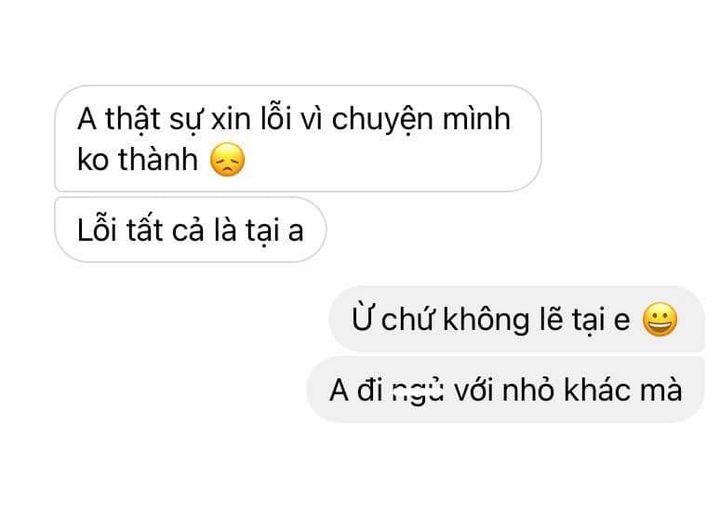 A thật sự xin lỗi vì chuyện mình
ko thành 😞
Lỗi tất cả là tại a
Ừ chứ không lẽ tại e 😀
A đi ngủ với nhỏ khác mà